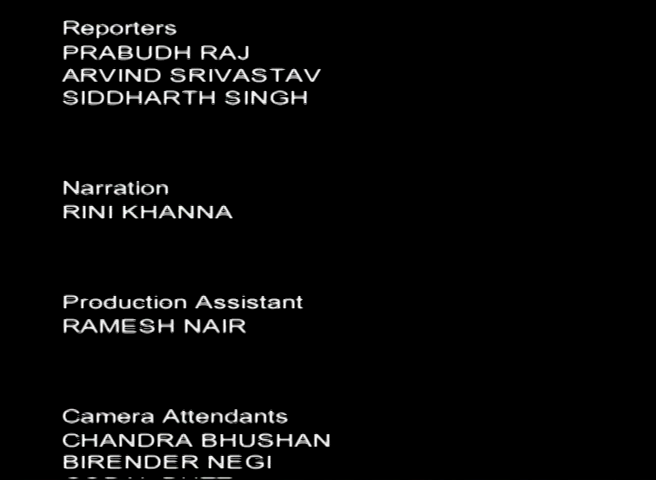 Reporters
PRABUDH RAJ
ARVIND SRIVASTAV
SIDDHARTH SINGH
Narration
RINI KHANNA
Production Assistant
RAMESH NAIR
Camera Attendants
CHANDRA BHUSHAN
BIRENDER NEGI